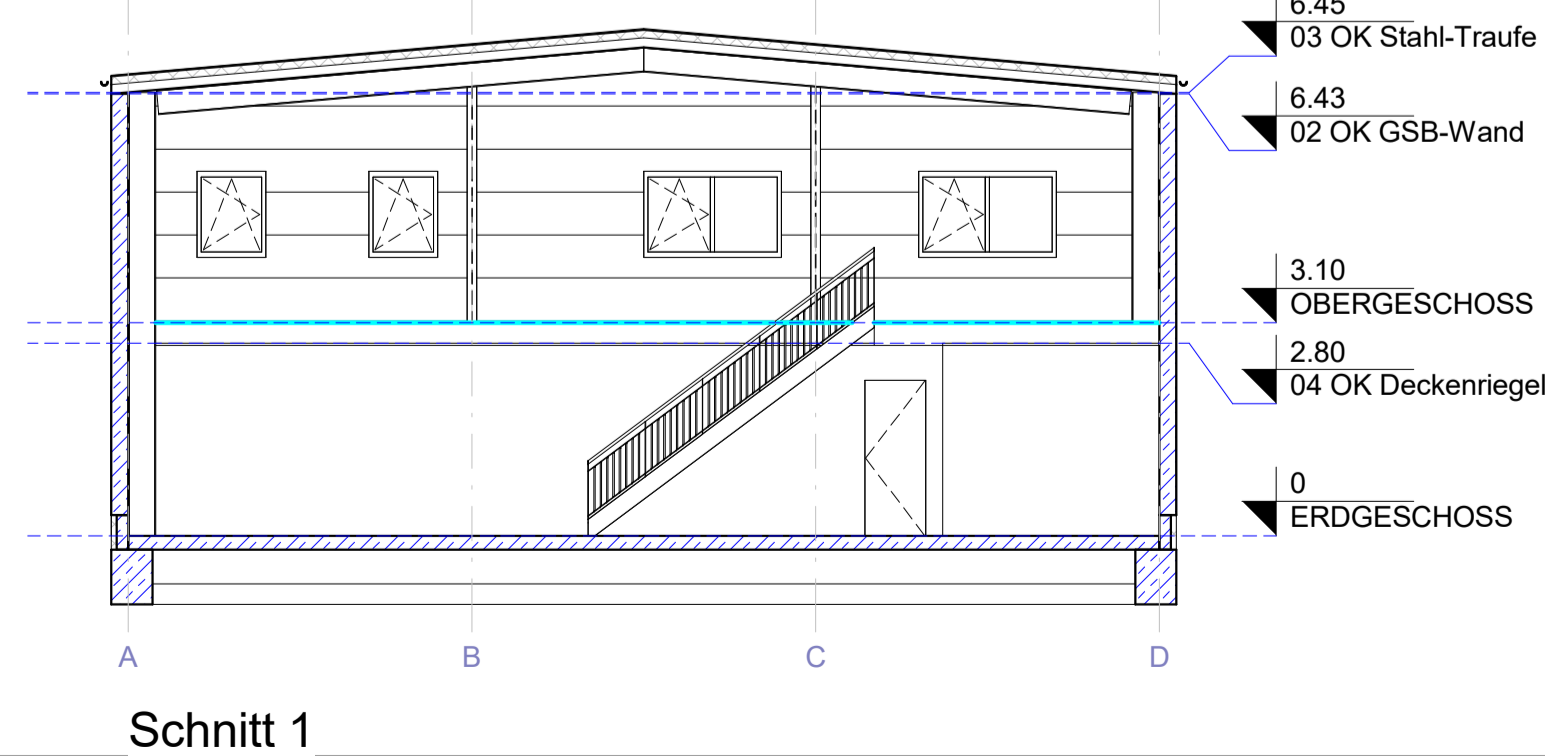 6.45
03 OK Stahl-Traufe
6.43
02 OK GSB-Wand
3.10
OBERGESCHOSS
2.80
04 OK Deckenriegel
0
ERDGESCHOSS
A B C D
Schnitt 1